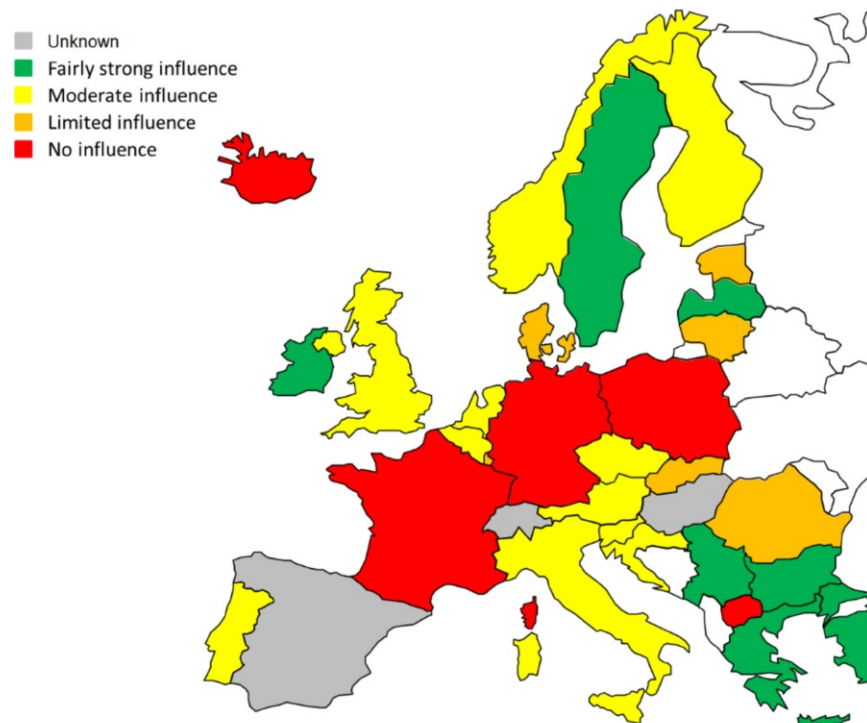 Unknown
Fairly strong influence
Moderate influence
Limited influence
No influence